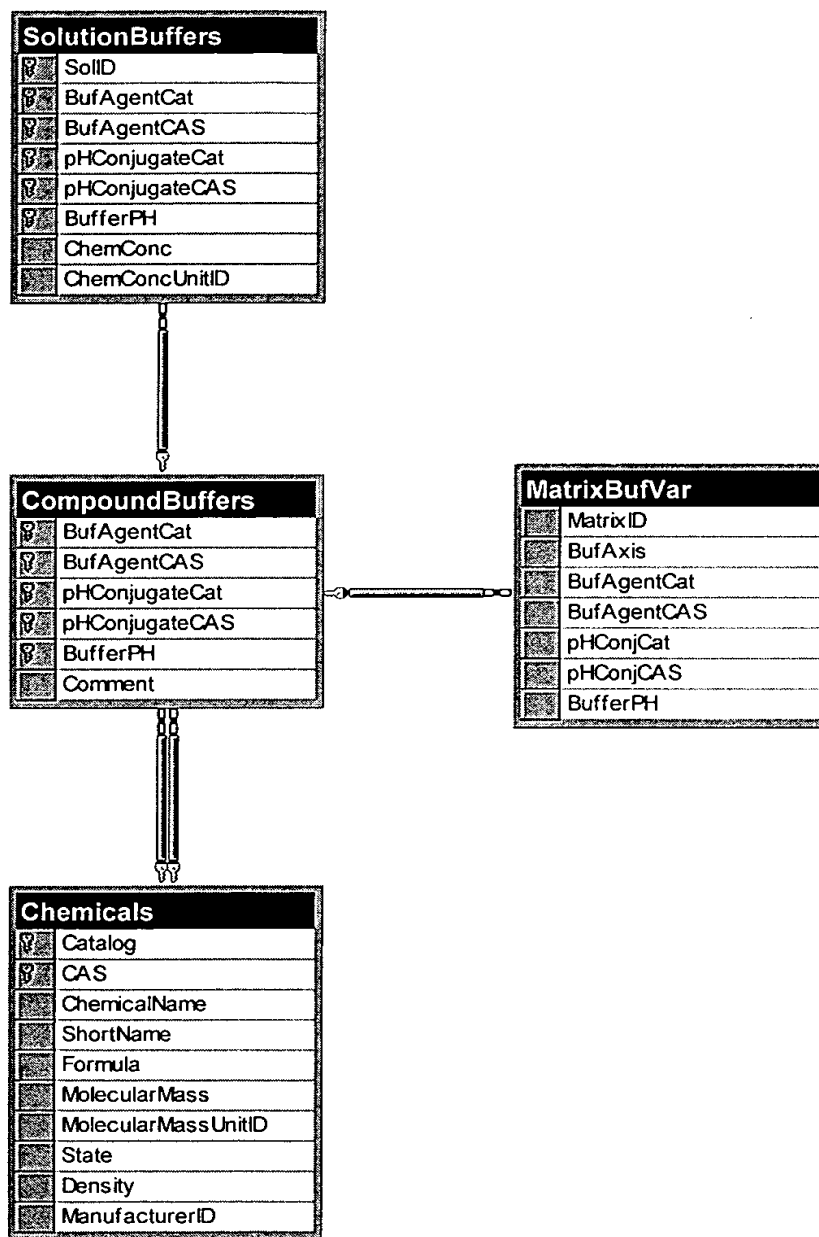 SolutionBuffers
SolID
BufAgentCat
BufAgentCAS
pHConjugateCat
pHConjugateCAS
BufferPH
ChemConc
ChemConcUnitID
CompoundBuffers
BufAgentCat
BufAgentCAS
pHConjugateCat
pHConjugateCAS
BufferPH
Comment
MatrixBufVar
MatrixID
BufAxis
BufAgentCat
BufAgentCAS
pHConjCat
pHConjCAS
BufferPH
Chemicals
Catalog
CAS
ChemicalName
ShortName
Formula
MolecularMass
MolecularMassUnitID
State
Density
ManufacturerID